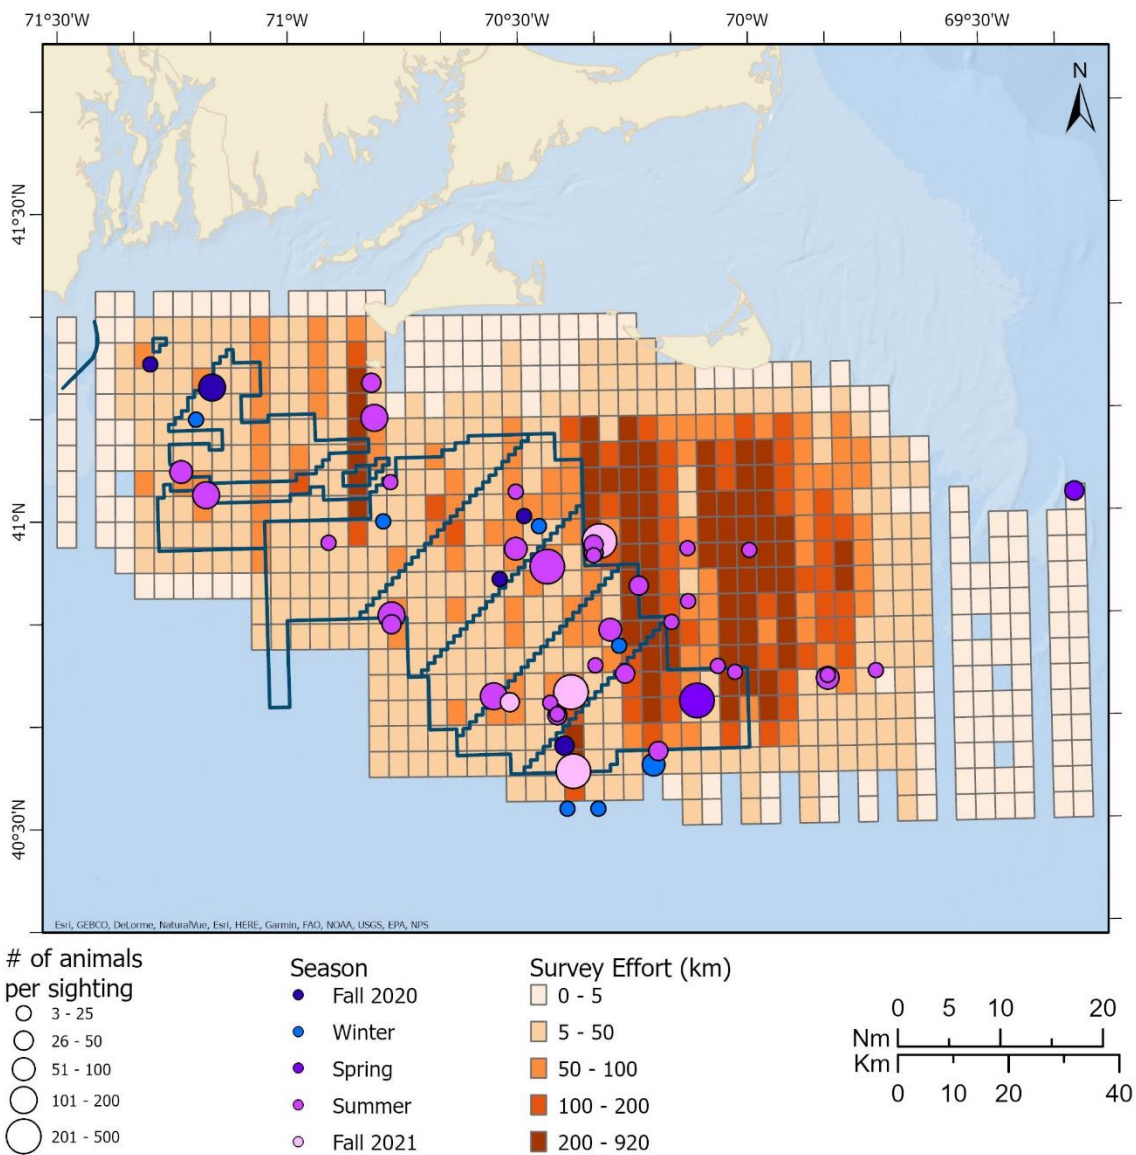 71°30'W 71°W 70°30'W 70°W 69°30'W
N
41°30'N
41°N
40°30'N
Esri, GEBCO, DeLorme, NaturalVue, Esri, HERE, Garmin, FAO, NOAA, USGS, EPA, NPS
# of animals
per sighting
3 - 25
26 - 50
51 - 100
101 - 200
201 - 500
Season
Fall 2020
Winter
Spring
Summer
Fall 2021
Survey Effort (km)
0 - 5
5 - 50
50 - 100
100 - 200
200 - 920
0 5 10 20
Nm
Km
0 10 20 40